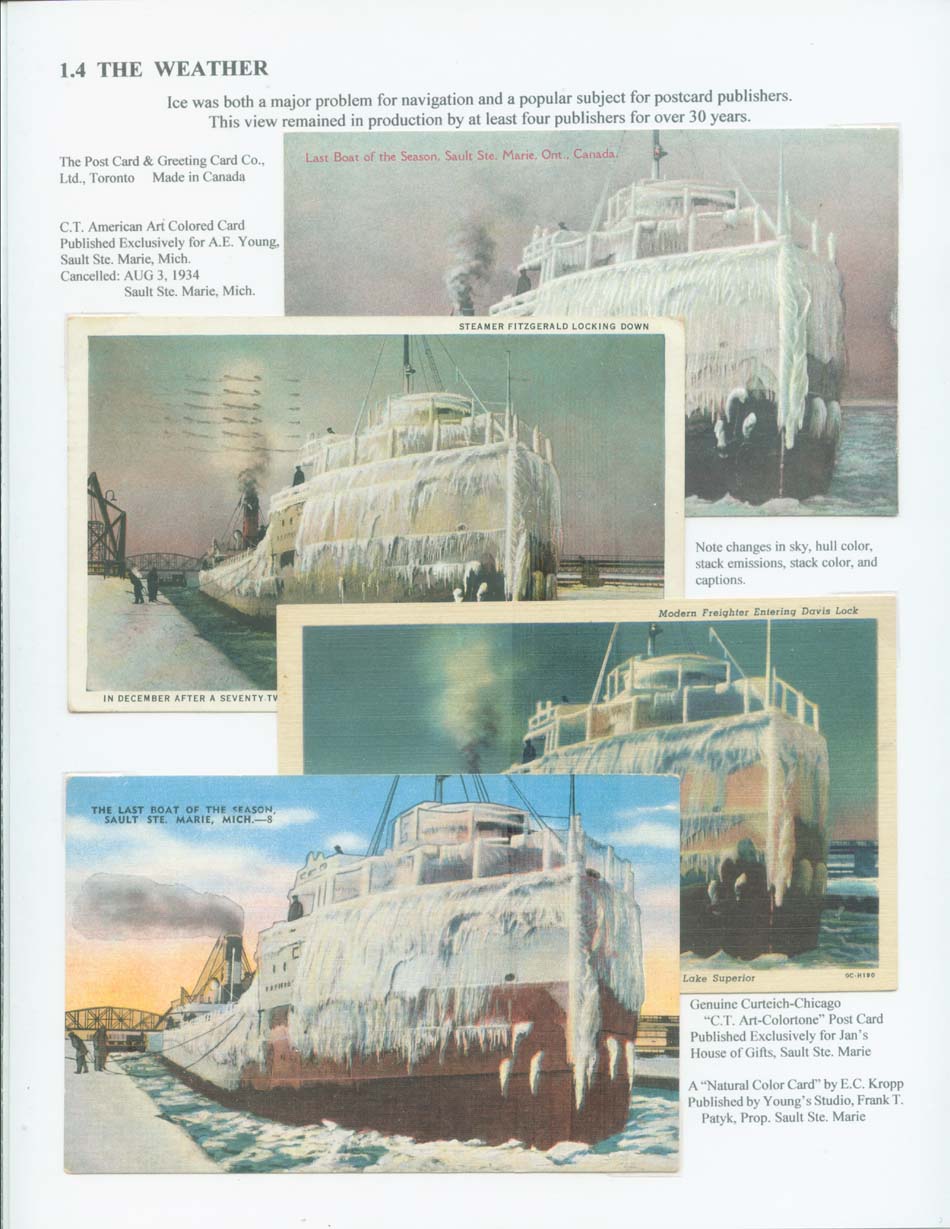 1.4 THE WEATHER
Ice was both a major problem for navigation and a popular subject for postcard publishers.
This view remained in production by at least four publishers for over 30 years.
The Post Card & Greeting Card Co.,
Ltd., Toronto Made in Canada
Last Boat of the Season, Sault Ste. Marie, Ont., Canada.
C.T. American Art Colored Card
Published Exclusively for A.E. Young,
Sault Ste. Marie, Mich.
Cancelled: AUG 3, 1934
Sault Ste. Marie, Mich.
STEAMER FITZGERALD LOCKING DOWN
Note changes in sky, hull color,
stack emissions, stack color, and
captions.
Modern Freighter Entering Davis Lock
IN DECEMBER AFTER A SEVENTY-TW
THE LAST BOAT OF THE SEASON,
SAULT STE. MARIE, MICH.—8
Lake Superior
0C-H190
Genuine Curteich-Chicago
“C.T. Art-Colortone” Post Card
Published Exclusively for Jan’s
House of Gifts, Sault Ste. Marie
A “Natural Color Card” by E.C. Kropp
Published by Young’s Studio, Frank T.
Patyk, Prop. Sault Ste. Marie